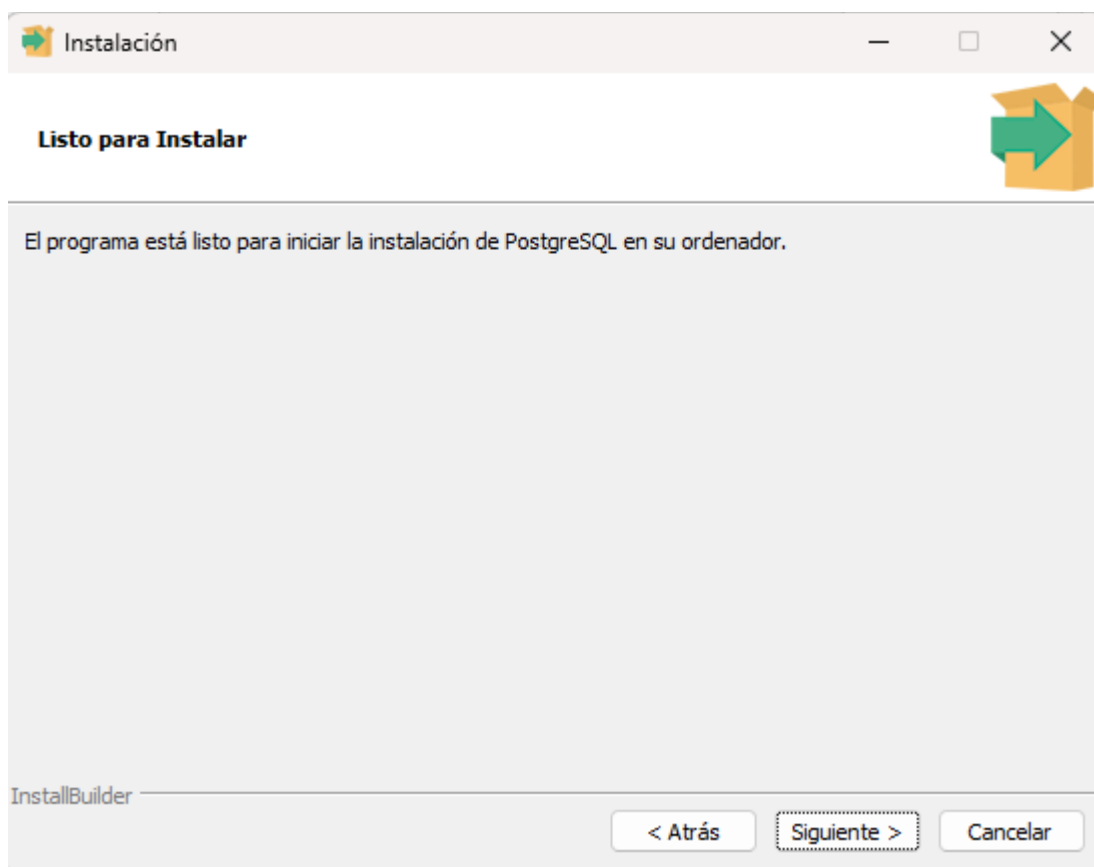 Instalación
Listo para Instalar
El programa está listo para iniciar la instalación de PostgreSQL en su ordenador.
InstallBuilder
< Atrás
Siguiente >
Cancelar